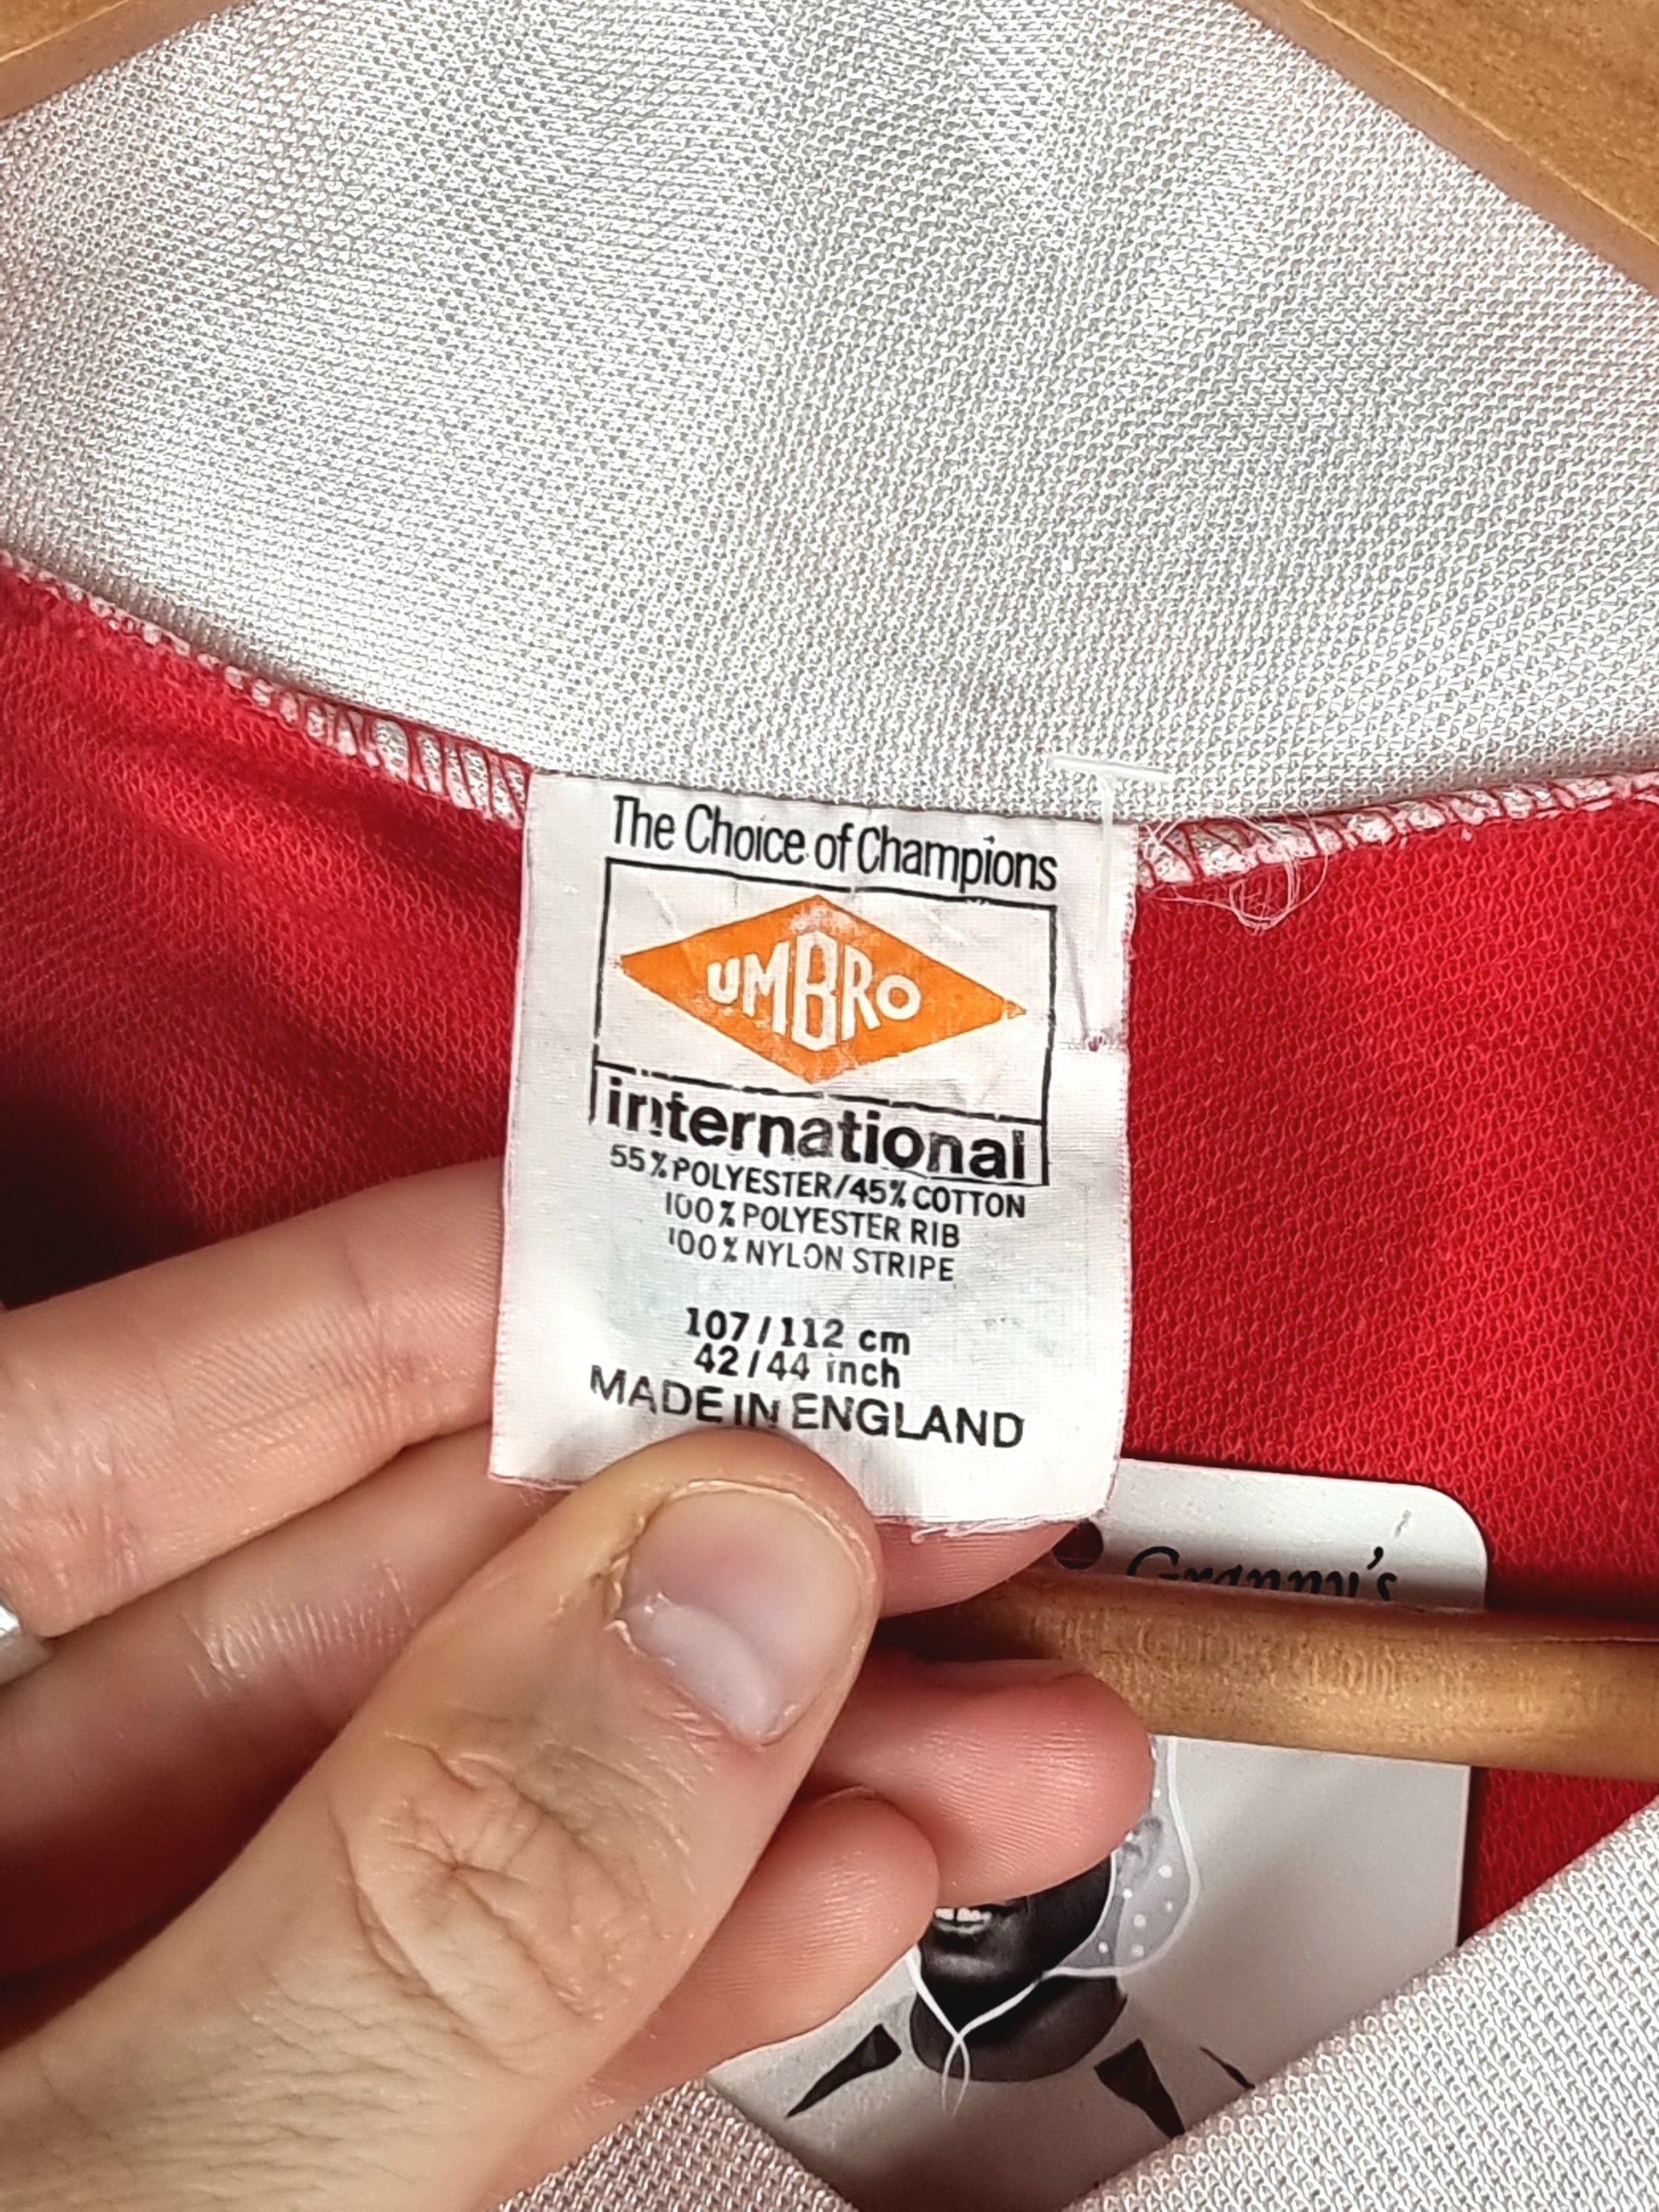 The Choice of Champions
UMBRO
international
55% POLYESTER/45% COTTON
100% POLYESTER RIB
100% NYLON STRIPE
107/112 cm
42/44 inch
MADE IN ENGLAND
Granny's